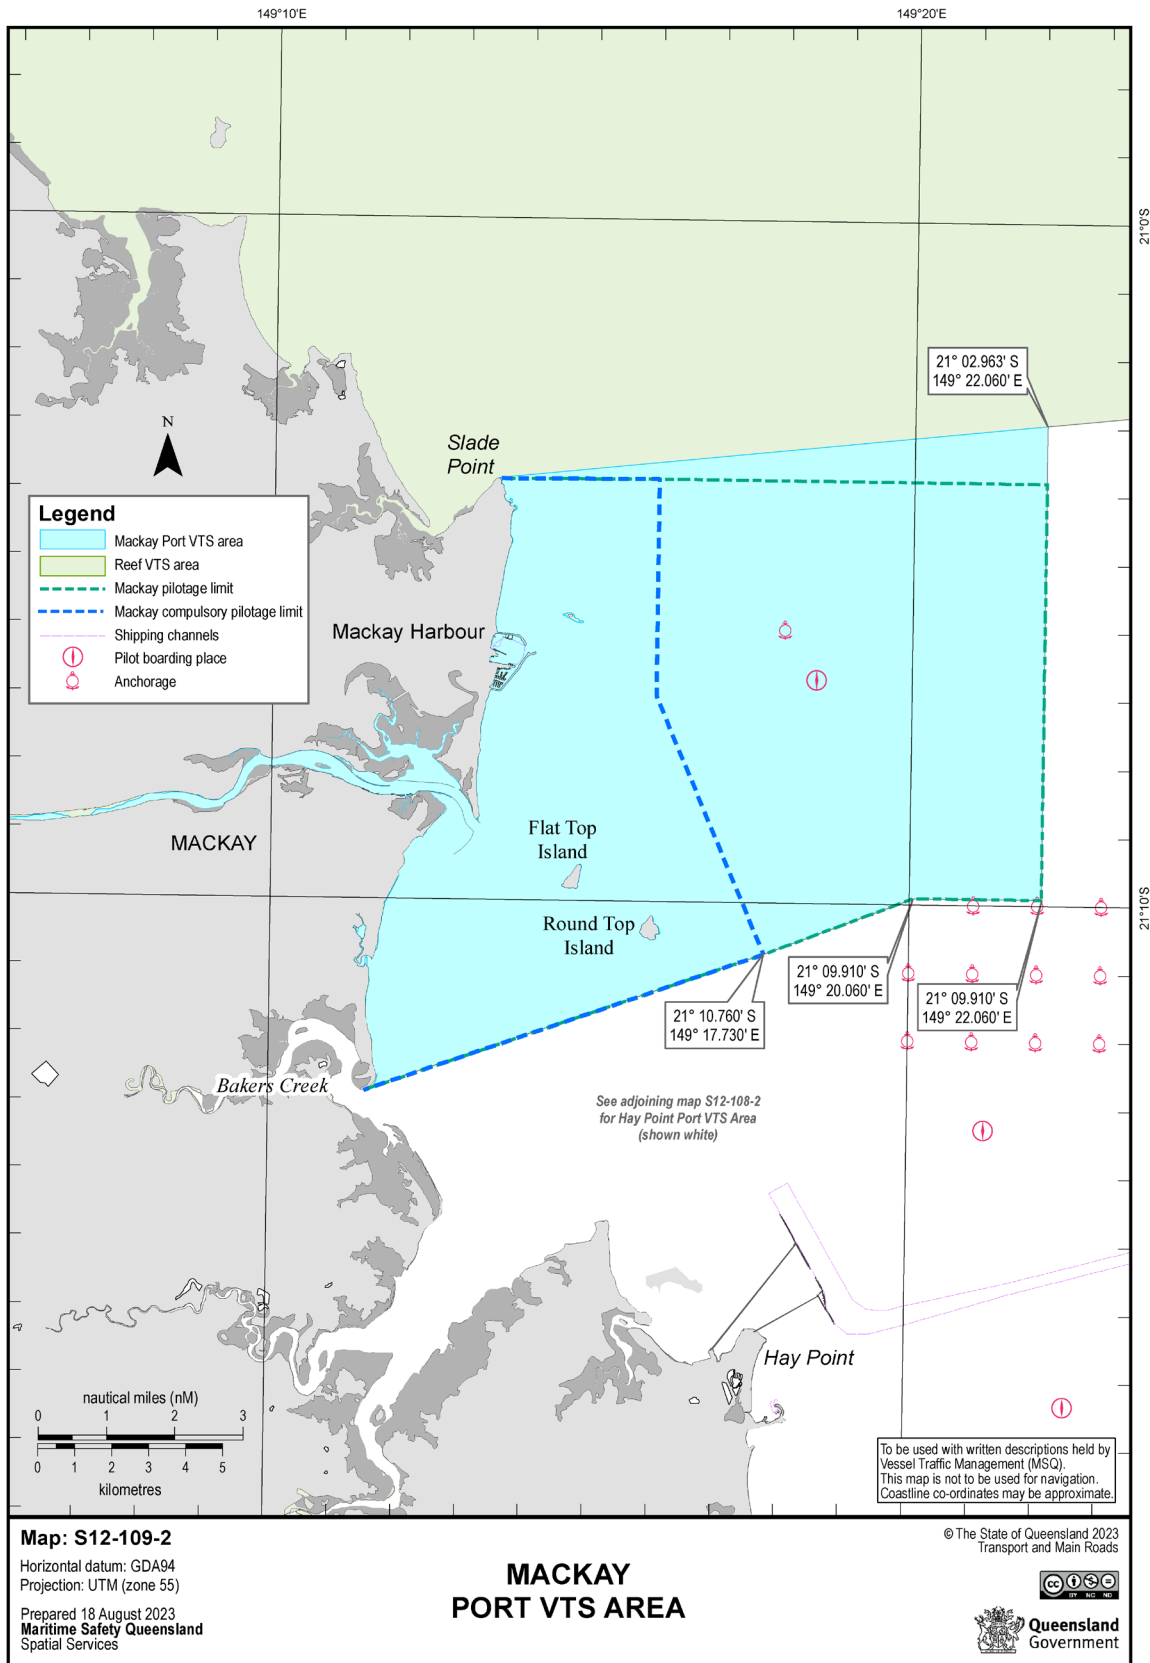 149°10'E
149°20'E
21°0'S
21° 02.963' S
149° 22.060' E
N
Slade
Point
Legend
Mackay Port VTS area
Reef VTS area
Mackay pilotage limit
Mackay compulsory pilotage limit
Shipping channels
Pilot boarding place
Anchorage
Mackay Harbour
MACKAY
Flat Top
Island
21°10'S
Round Top
Island
21° 09.910' S
149° 20.060' E
21° 09.910' S
149° 22.060' E
21° 10.760' S
149° 17.730' E
Bakers Creek
See adjoining map S12-108-2
for Hay Point Port VTS Area
(shown white)
Hay Point
nautical miles (nM)
0 1 2 3
0 1 2 3 4 5
kilometres
To be used with written descriptions held by
Vessel Traffic Management (MSQ).
This map is not to be used for navigation.
Coastline co-ordinates may be approximate.
Map: S12-109-2
Horizontal datum: GDA94
Projection: UTM (zone 55)
Prepared 18 August 2023
Maritime Safety Queensland
Spatial Services
MACKAY
PORT VTS AREA
© The State of Queensland 2023
Transport and Main Roads
cc
BY NC ND
Queensland
Government